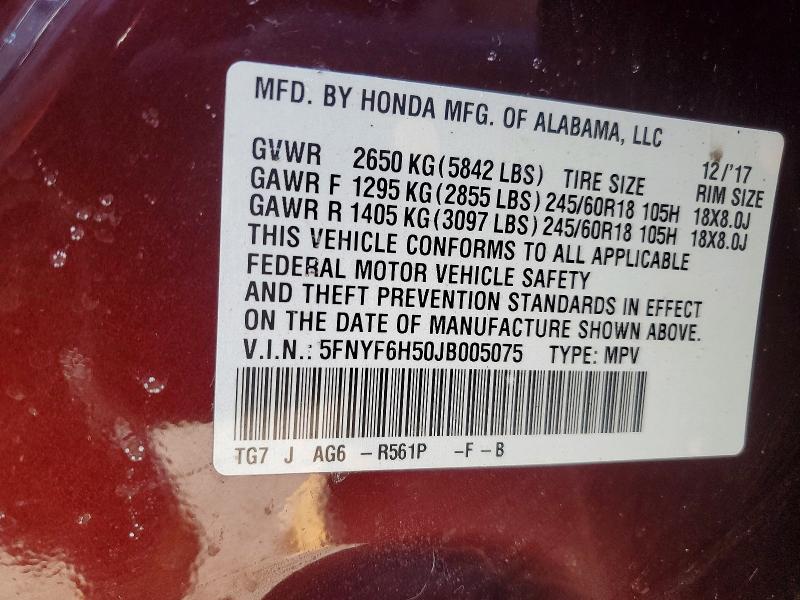 MFD. BY HONDA MFG. OF ALABAMA, LLC
GVWR 2650 KG (5842 LBS) TIRE SIZE 12/'17 RIM SIZE
GAWR F 1295 KG (2855 LBS) 245/60R18 105H 18X8.0J
GAWR R 1405 KG (3097 LBS) 245/60R18 105H 18X8.0J
THIS VEHICLE CONFORMS TO ALL APPLICABLE
FEDERAL MOTOR VEHICLE SAFETY
AND THEFT PREVENTION STANDARDS IN EFFECT
ON THE DATE OF MANUFACTURE SHOWN ABOVE.
V.I.N.: 5FNYF6H50JB005075 TYPE: MPV
TG7 J AG6 – R561P –F –B